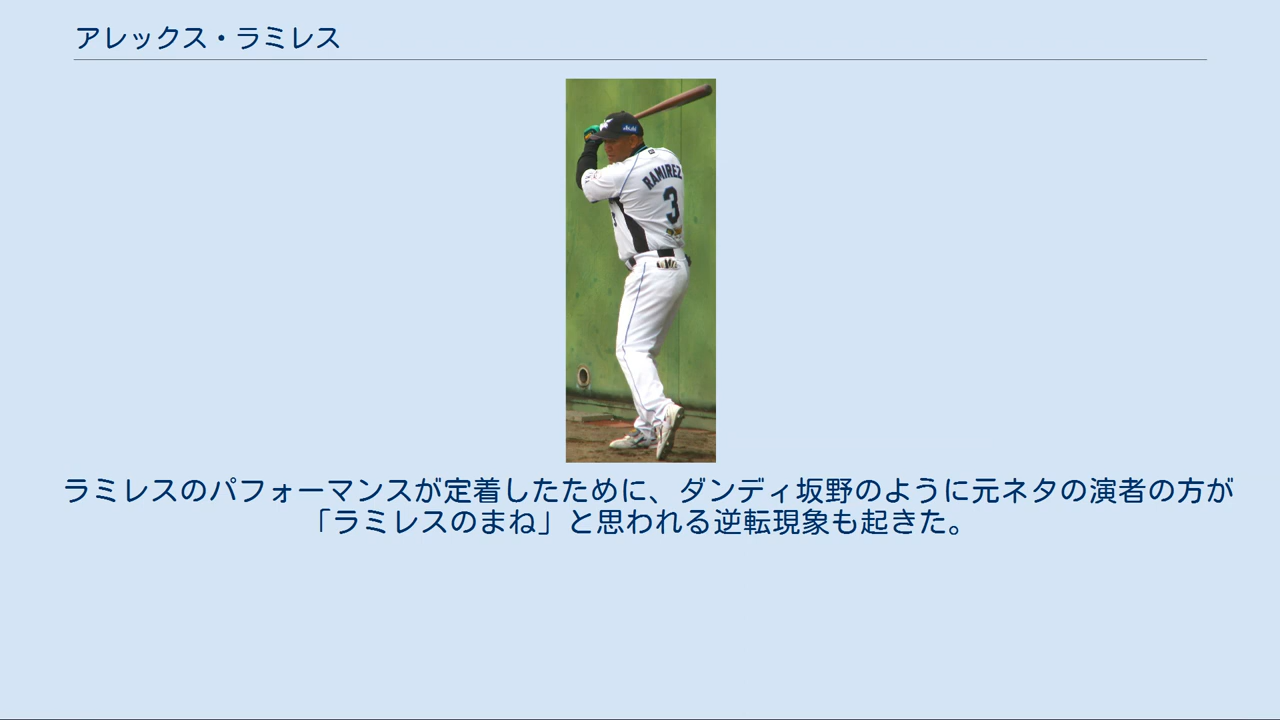 アレックス・ラミレス
RAMIREZ
3
ラミレスのパフォーマンスが定着したために、ダンディ坂野のように元ネタの演者の方が
「ラミレスのまね」と思われる逆転現象も起きた。